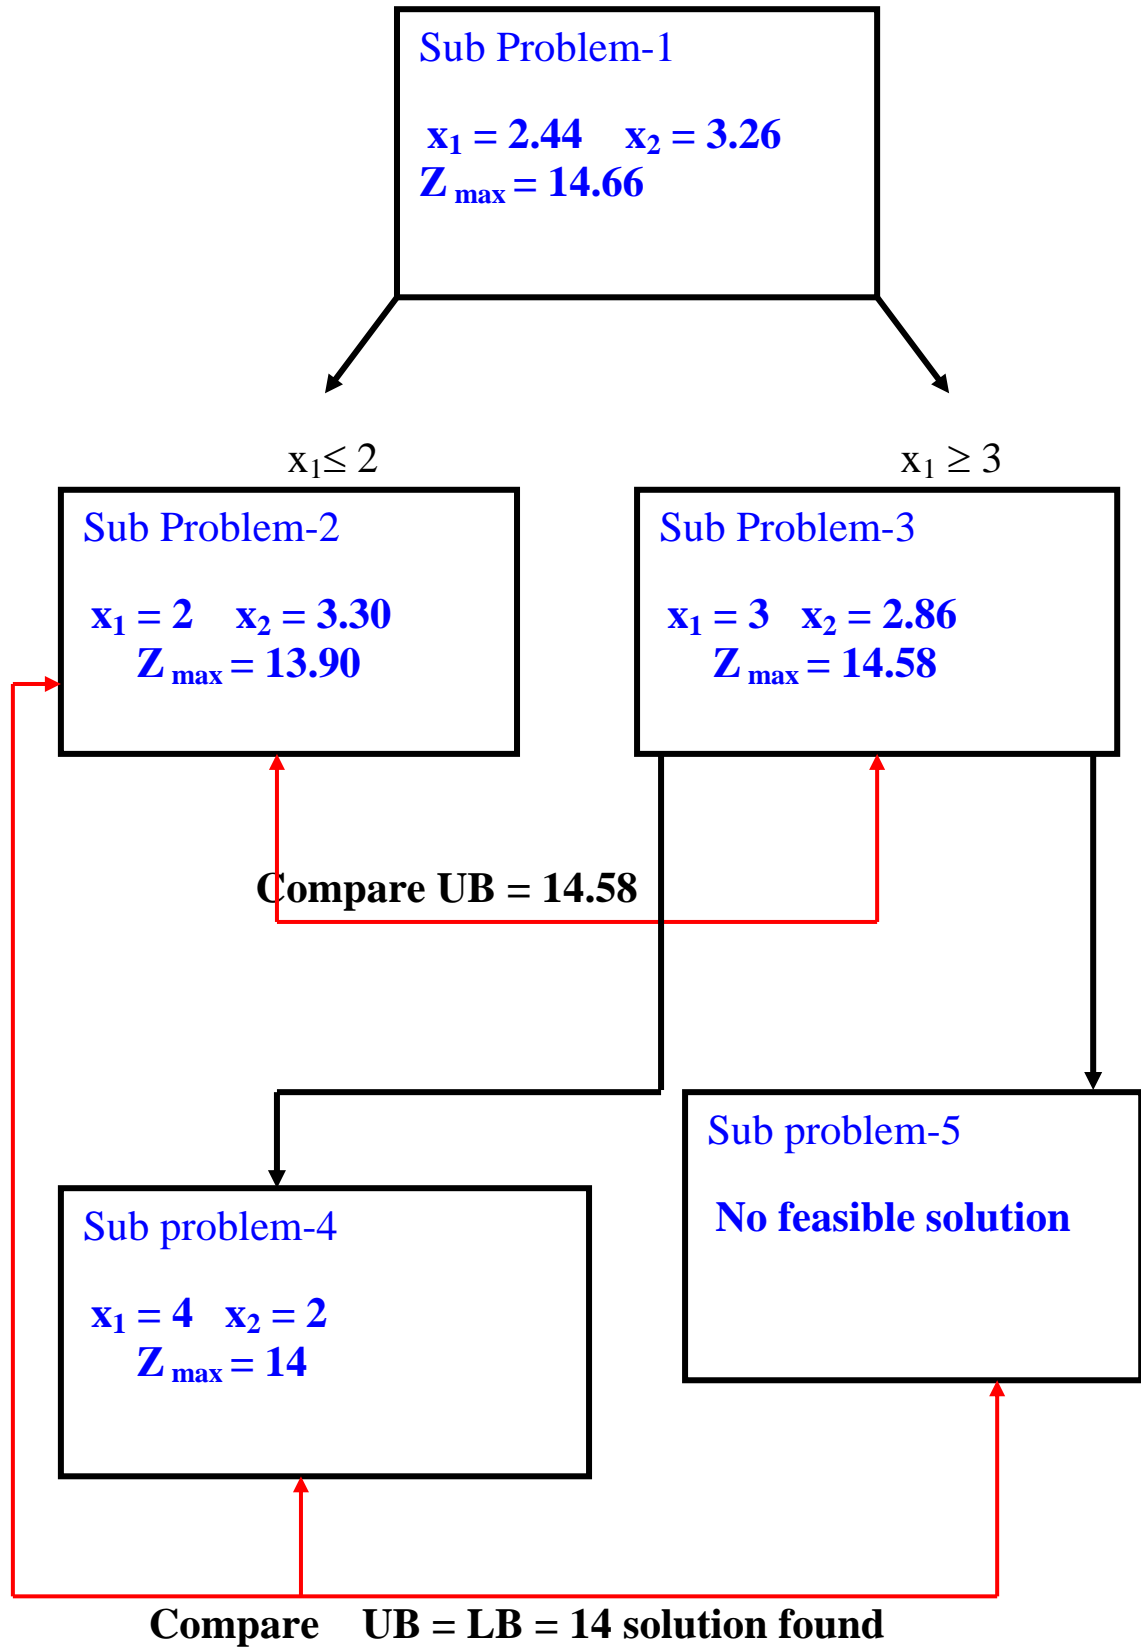 Sub Problem-1
x₁ = 2.44 x₂ = 3.26
Z max = 14.66
x₁≤ 2
x₁ ≥ 3
Sub Problem-2
x₁ = 2 x₂ = 3.30
Z max = 13.90
Sub Problem-3
x₁ = 3 x₂ = 2.86
Z max = 14.58
Compare UB = 14.58
Sub problem-5
No feasible solution
Sub problem-4
x₁ = 4 x₂ = 2
Z max = 14
Compare UB = LB = 14 solution found